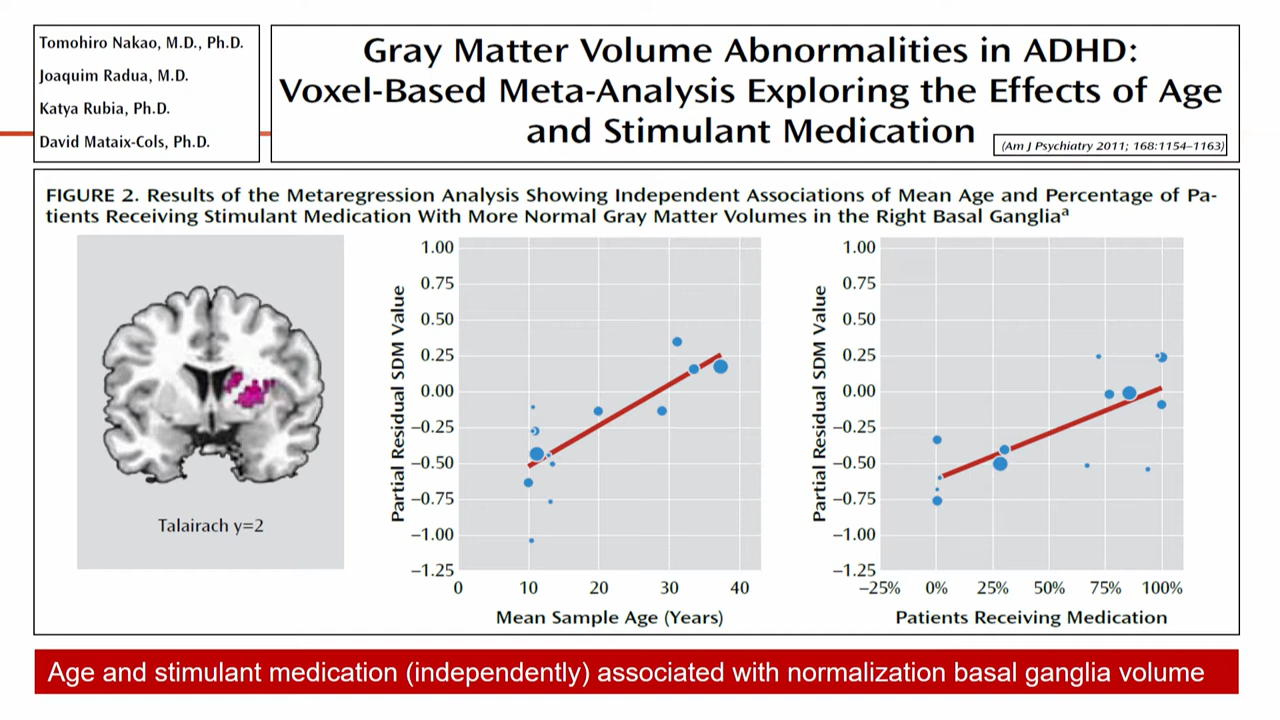 Tomohiro Nakao, M.D., Ph.D.
Joaquim Radua, M.D.
Katya Rubia, Ph.D.
David Mataix-Cols, Ph.D.
Gray Matter Volume Abnormalities in ADHD:
Voxel-Based Meta-Analysis Exploring the Effects of Age
and Stimulant Medication
(Am J Psychiatry 2011; 168:1154–1163)
FIGURE 2. Results of the Metaregression Analysis Showing Independent Associations of Mean Age and Percentage of Pa-
tients Receiving Stimulant Medication With More Normal Gray Matter Volumes in the Right Basal Gangliaᵃ
Talairach y=2
Partial Residual SDM Value
1.00
0.75
0.50
0.25
0.00
−0.25
−0.50
−0.75
−1.00
−1.25
0 10 20 30 40
Mean Sample Age (Years)
Partial Residual SDM Value
1.00
0.75
0.50
0.25
0.00
−0.25
−0.50
−0.75
−1.00
−1.25
−25% 0% 25% 50% 75% 100%
Patients Receiving Medication
Age and stimulant medication (independently) associated with normalization basal ganglia volume